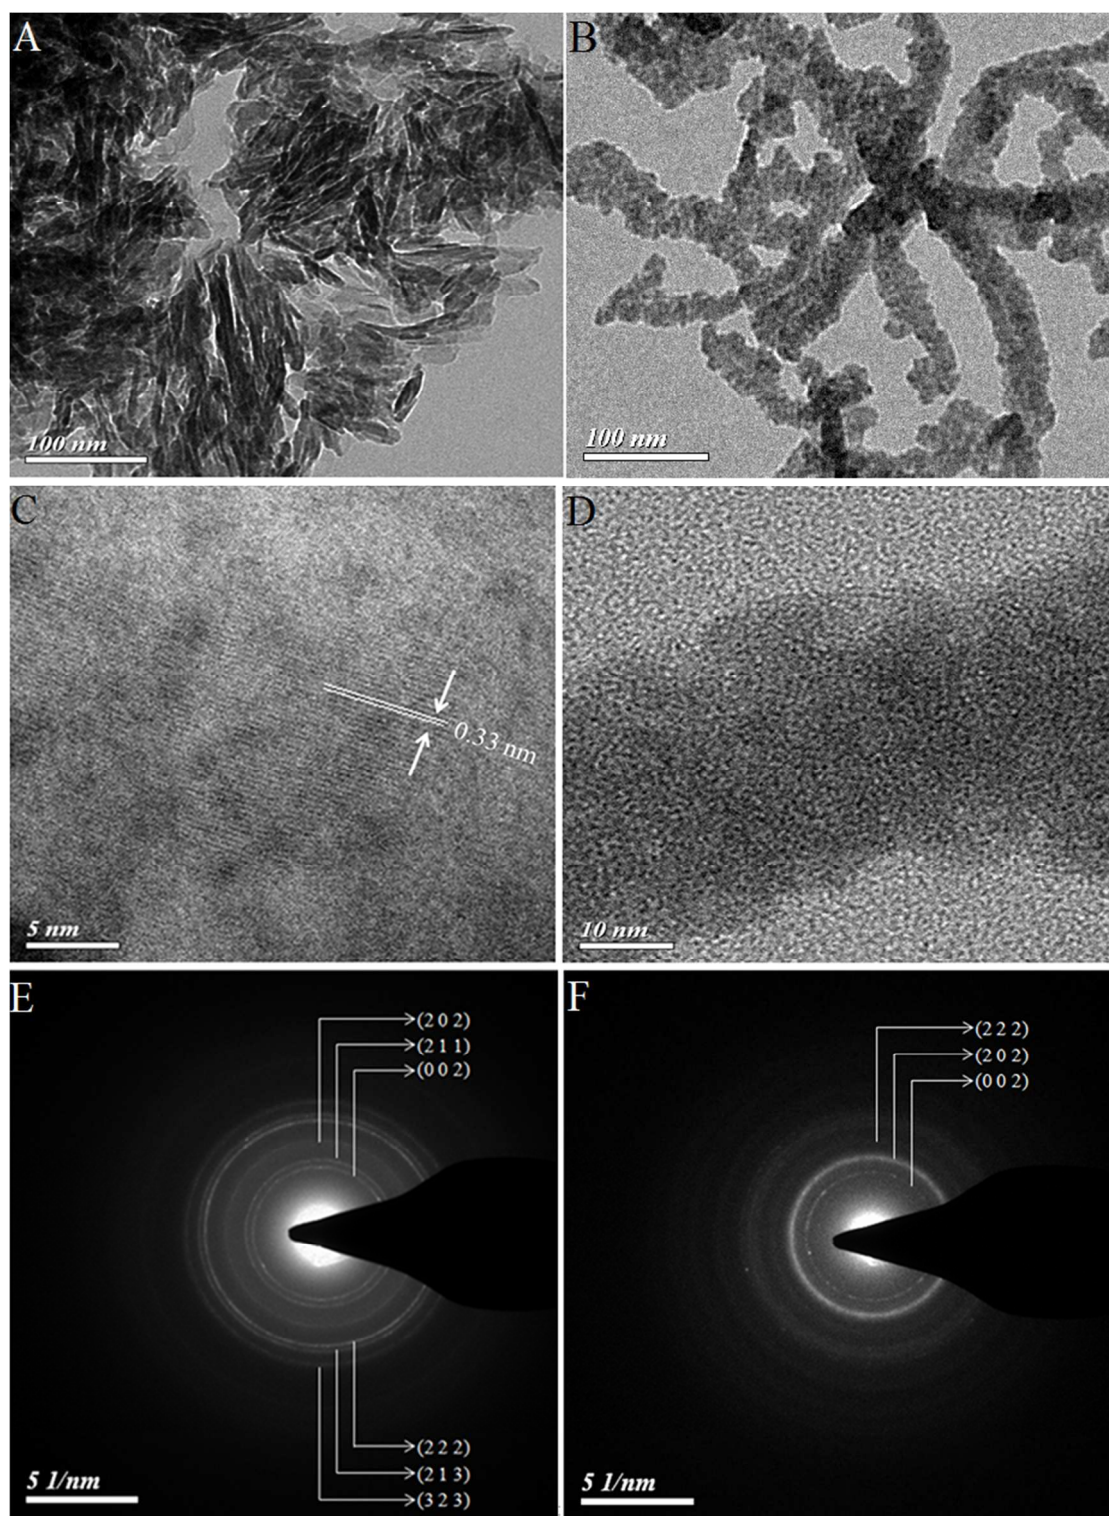 A
B
100 nm
100 nm
C
D
0.33 nm
5 nm
10 nm
E
F
(2 0 2)
(2 1 1)
(0 0 2)
(2 2 2)
(2 0 2)
(0 0 2)
(2 2 2)
(2 1 3)
(3 2 3)
5 1/nm
5 1/nm